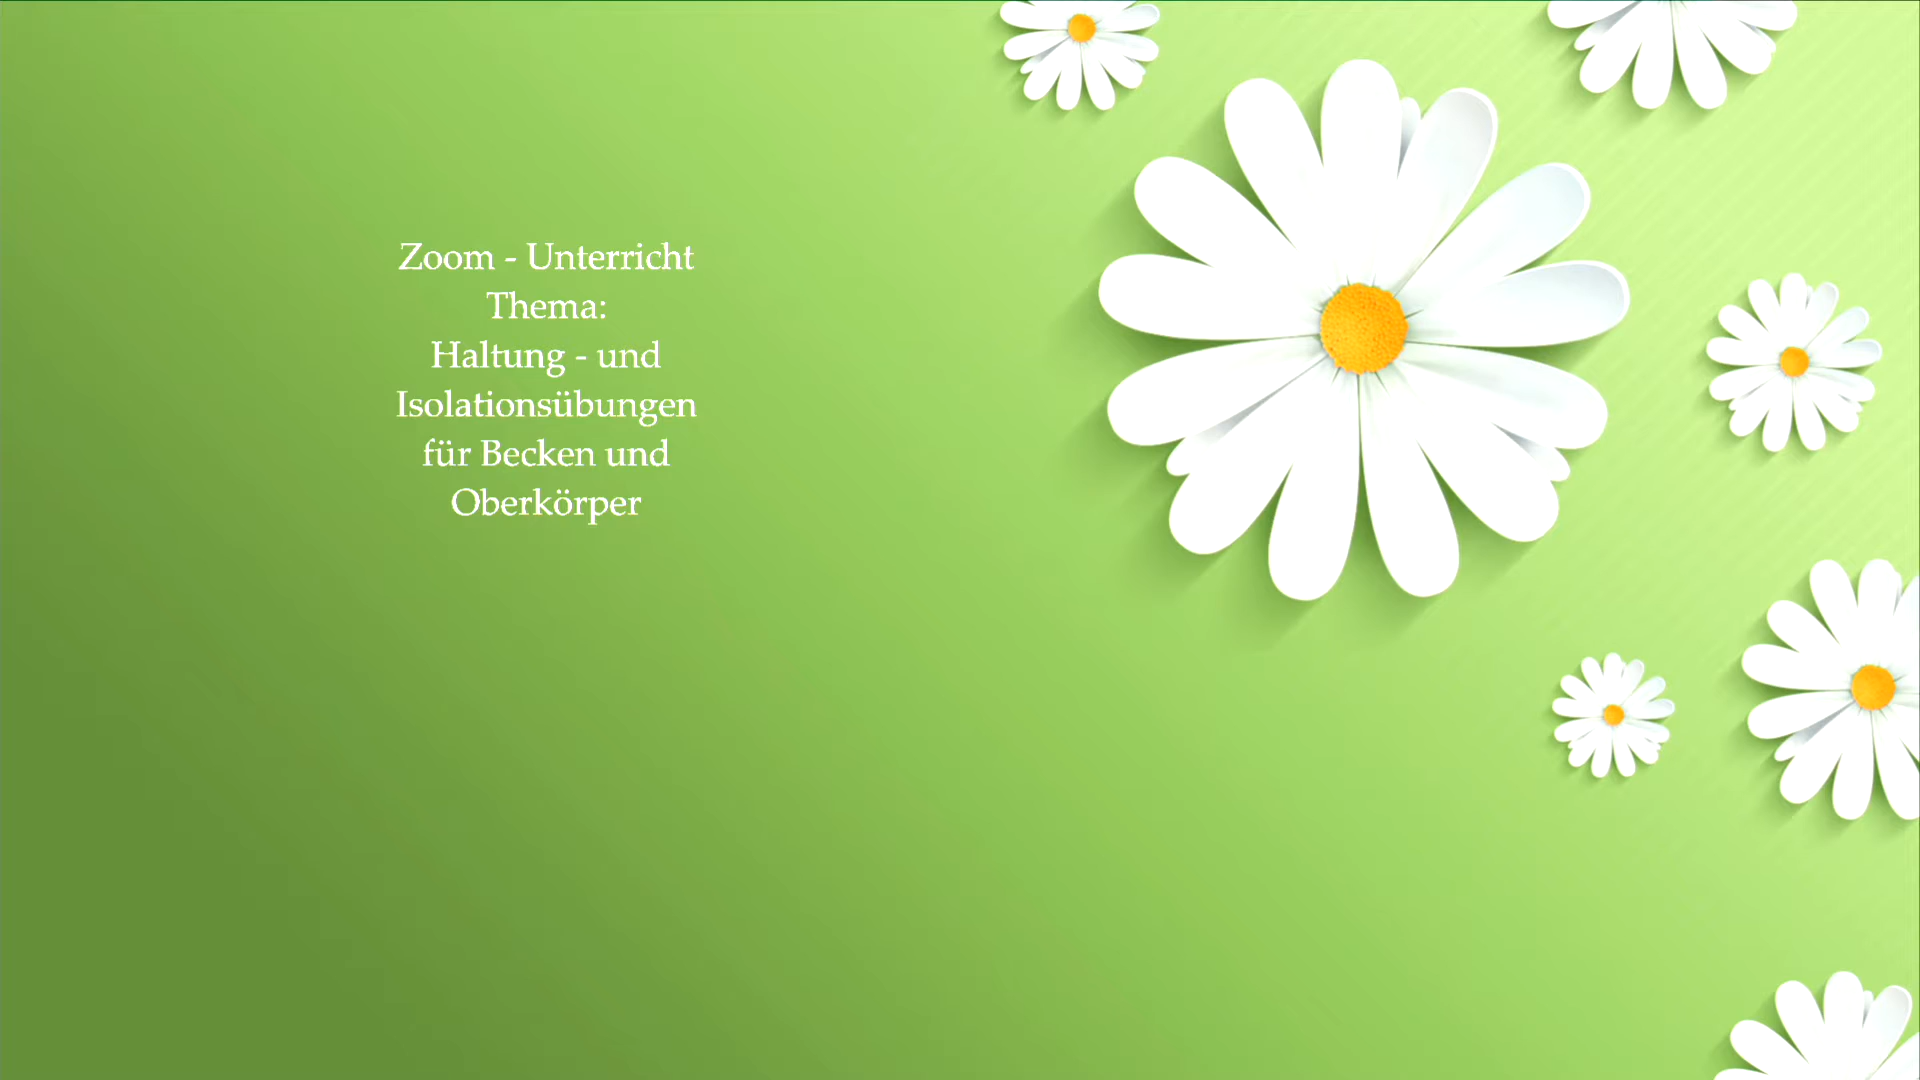 Zoom - Unterricht
Thema:
Haltung - und
Isolationsübungen
für Becken und
Oberkörper